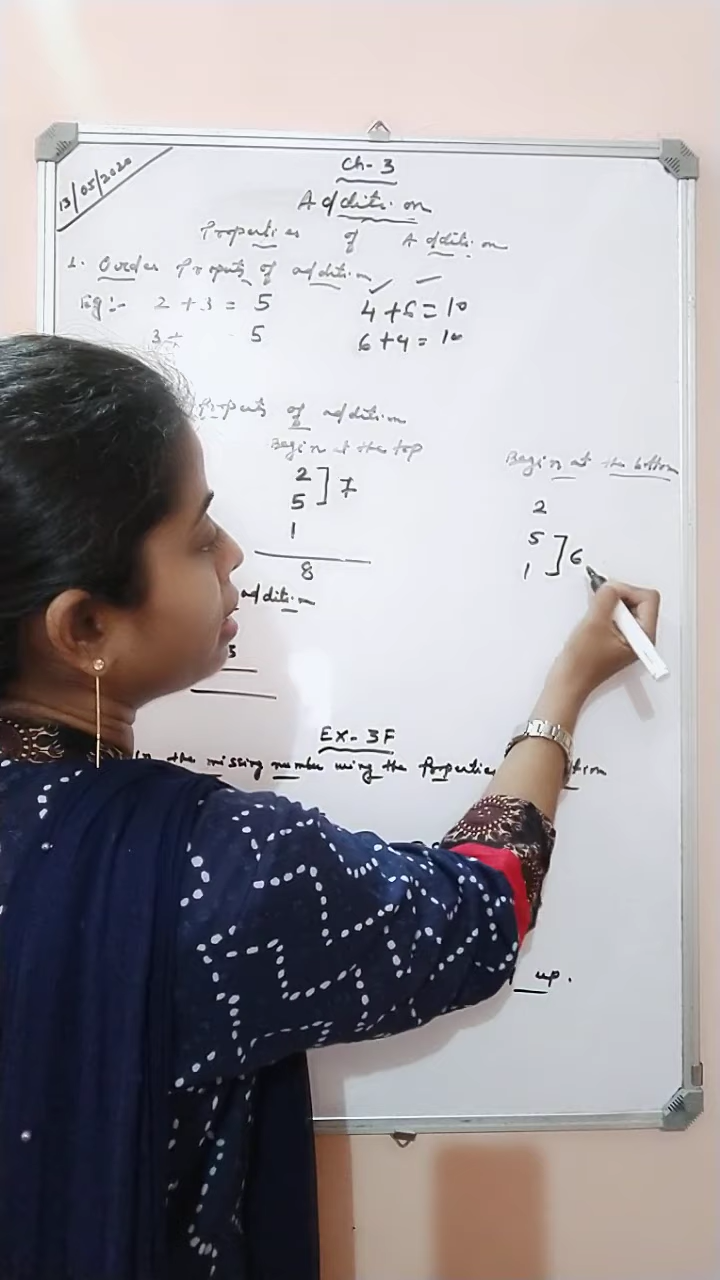 13/05/2020
Ch-3
Addition
Properties of Addition
1. Order Property of addition
Eg:- 2 + 3 = 5 4 + 6 = 10
3 + 5 6 + 4 = 10
Property of addition
Begin at the top
Begin at the bottom
2
5 ] 7
1
8
2
5
1 ] 6
addition
3
Ex - 3F
the missing number using the Properties
up.